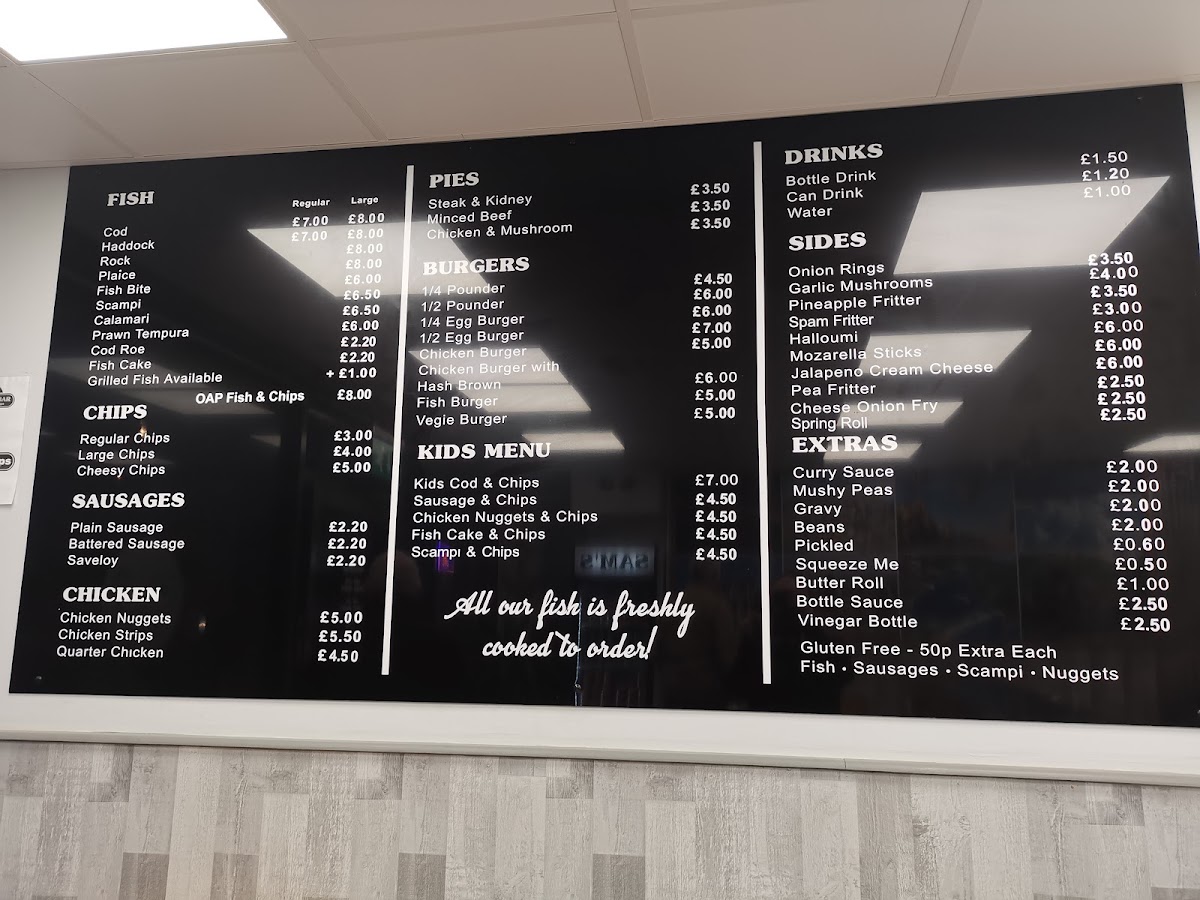 FISH
Regular Large
Cod £7.00 £8.00
Haddock £7.00 £8.00
Rock £8.00
Plaice £8.00
Fish Bite £6.00
Scampi £6.50
Calamari £6.50
Prawn Tempura £6.00
Cod Roe £2.20
Fish Cake £2.20
Grilled Fish Available + £1.00
OAP Fish & Chips £8.00
CHIPS
Regular Chips £3.00
Large Chips £4.00
Cheesy Chips £5.00
SAUSAGES
Plain Sausage £2.20
Battered Sausage £2.20
Saveloy £2.20
CHICKEN
Chicken Nuggets £5.00
Chicken Strips £5.50
Quarter Chicken £4.50
PIES
Steak & Kidney £3.50
Minced Beef £3.50
Chicken & Mushroom £3.50
BURGERS
1/4 Pounder £4.50
1/2 Pounder £6.00
1/4 Egg Burger £6.00
1/2 Egg Burger £7.00
Chicken Burger £5.00
Chicken Burger with
Hash Brown £6.00
Fish Burger £5.00
Vegie Burger £5.00
KIDS MENU
Kids Cod & Chips £7.00
Sausage & Chips £4.50
Chicken Nuggets & Chips £4.50
Fish Cake & Chips £4.50
Scampi & Chips £4.50
SAM'S
All our fish is freshly
cooked to order!
DRINKS
Bottle Drink £1.50
Can Drink £1.20
Water £1.00
SIDES
Onion Rings £3.50
Garlic Mushrooms £4.00
Pineapple Fritter £3.50
Spam Fritter £3.00
Halloumi £6.00
Mozarella Sticks £6.00
Jalapeno Cream Cheese £6.00
Pea Fritter £2.50
Cheese Onion Fry £2.50
Spring Roll £2.50
EXTRAS
Curry Sauce £2.00
Mushy Peas £2.00
Gravy £2.00
Beans £2.00
Pickled £0.60
Squeeze Me £0.50
Butter Roll £1.00
Bottle Sauce £2.50
Vinegar Bottle £2.50
Gluten Free - 50p Extra Each
Fish • Sausages • Scampi • Nuggets